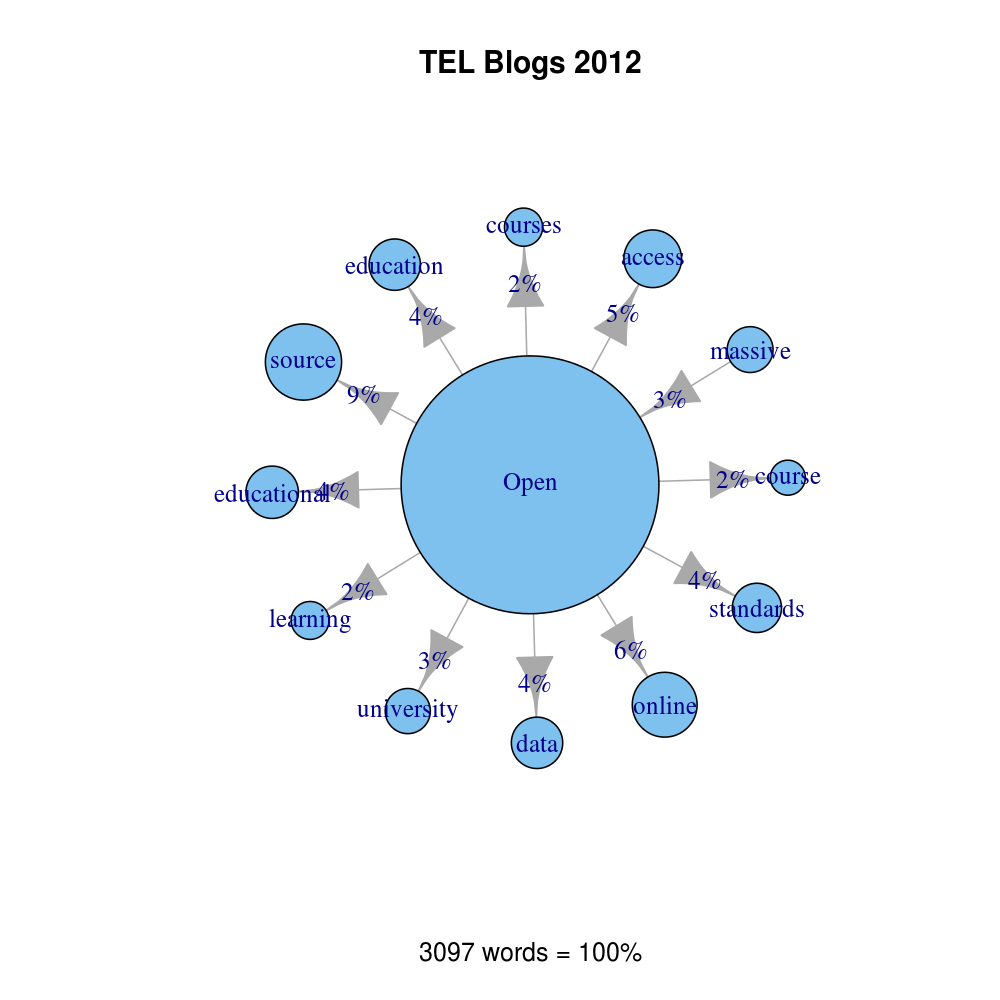 TEL Blogs 2012
courses
access
education
2%
5%
4%
massive
source
9%
3%
Open
course
2%
educational
4%
4%
standards
2%
learning
6%
3%
4%
online
university
data
3097 words = 100%